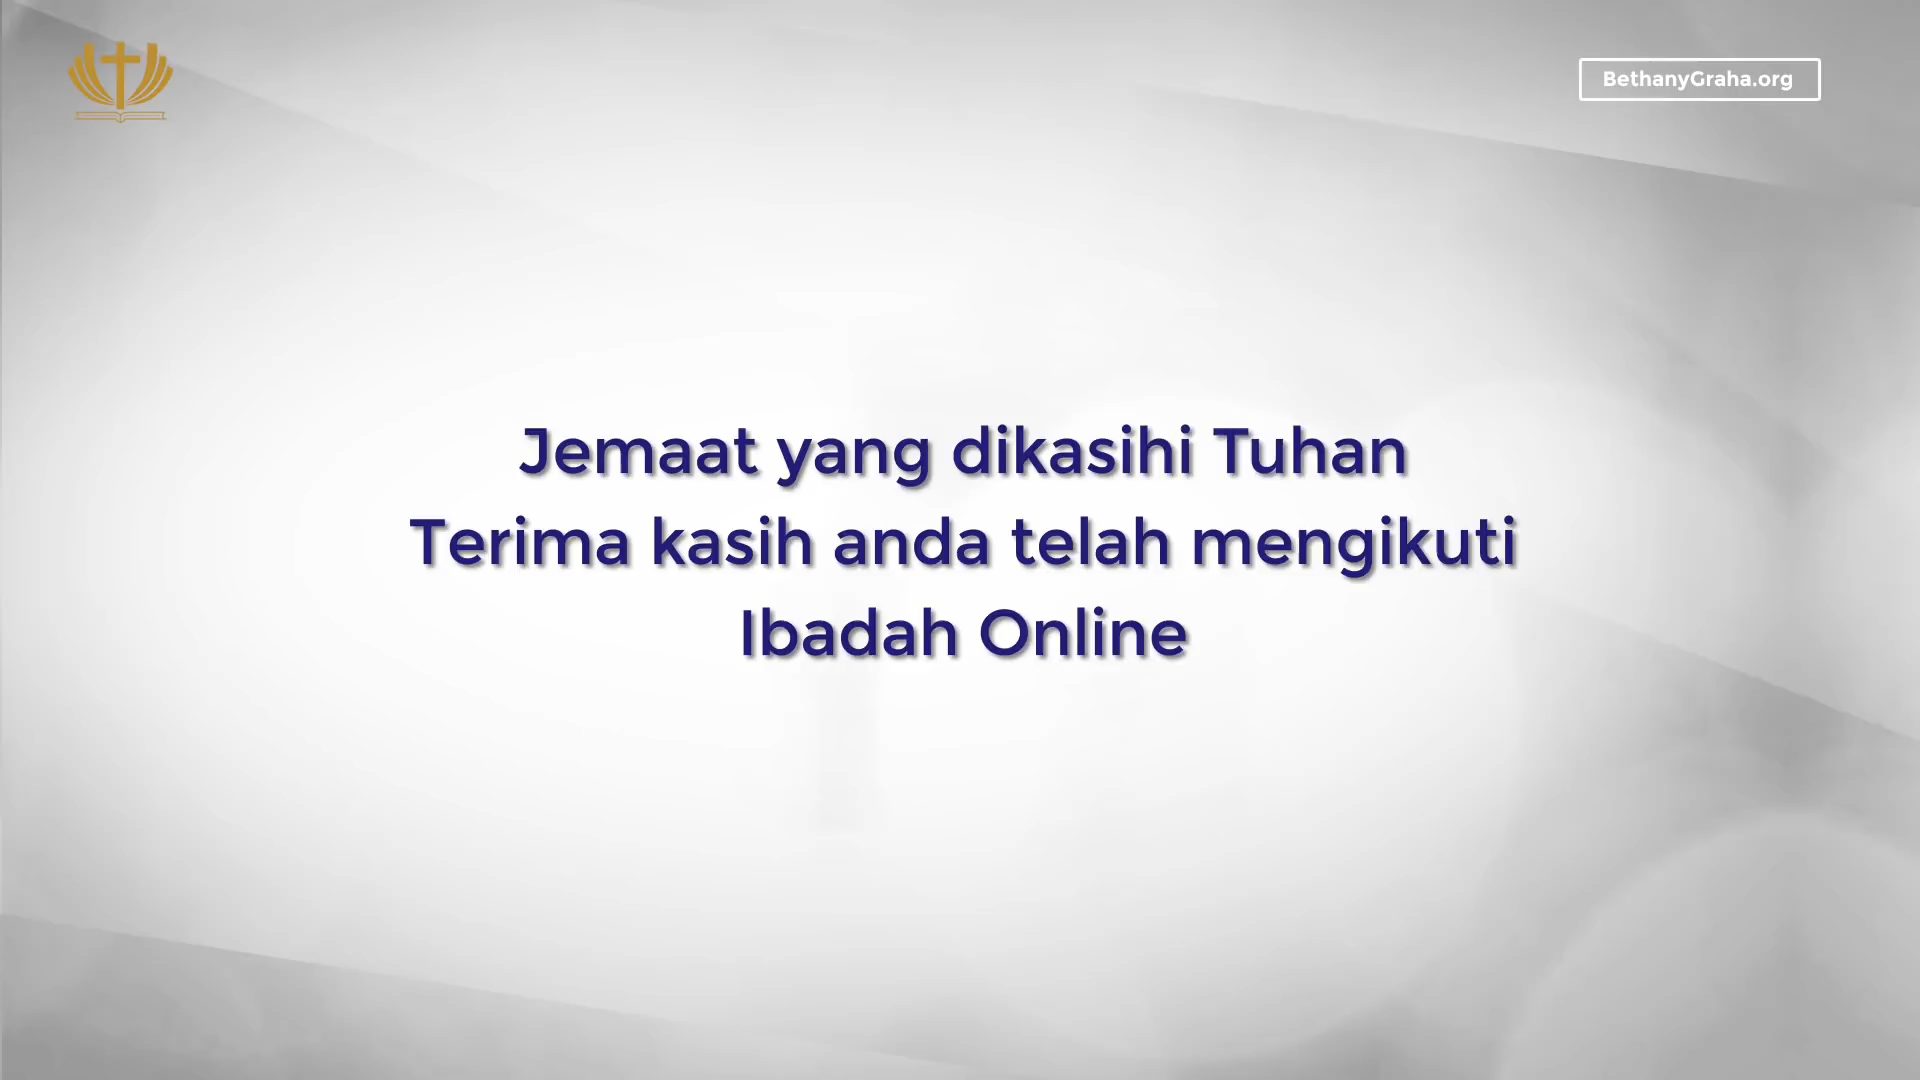 BethanyGraha.org
Jemaat yang dikasihi Tuhan
Terima kasih anda telah mengikuti
Ibadah Online